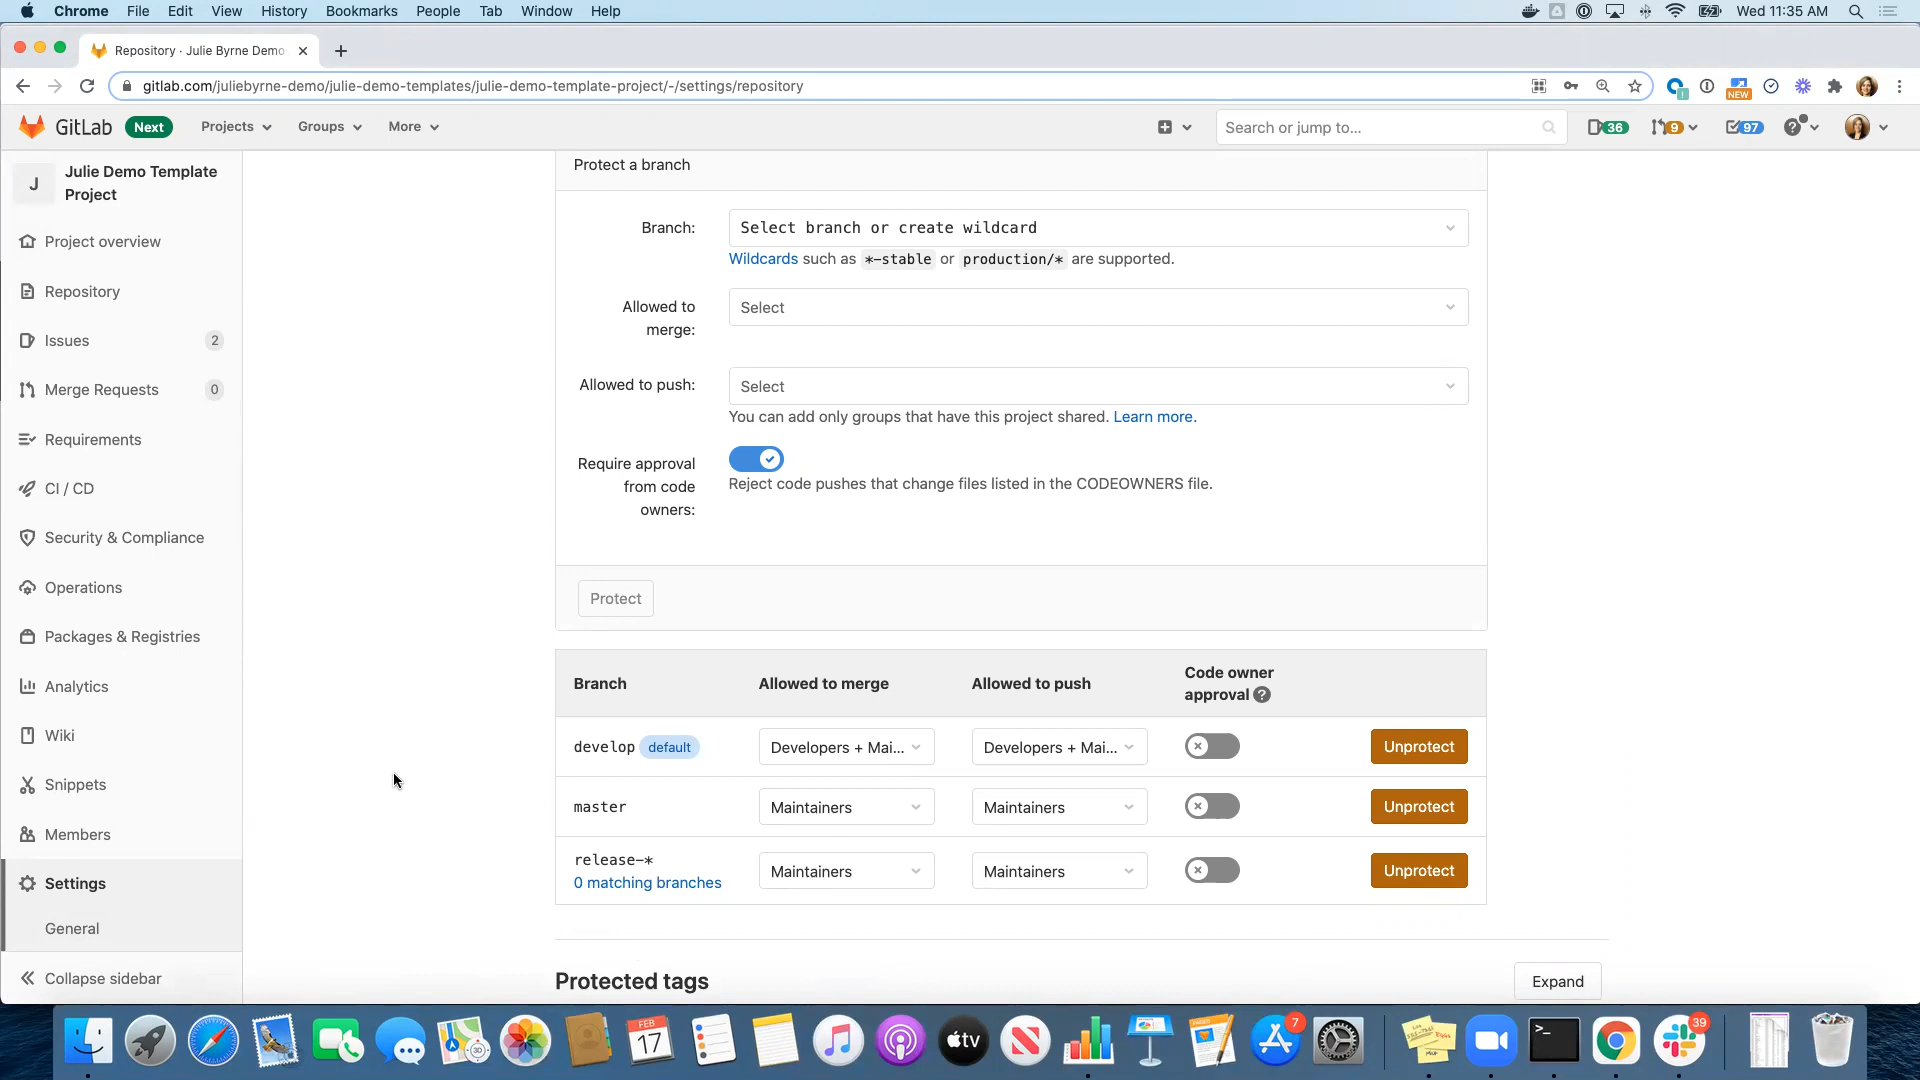 Chrome File Edit View History Bookmarks People Tab Window Help Wed 11:35 AM
Repository · Julie Byrne Demo
gitlab.com/juliebyrne-demo/julie-demo-templates/julie-demo-template-project/-/settings/repository
NEW
GitLab Next Projects Groups More Search or jump to... 36 9 97
J Julie Demo Template
Project
Project overview
Repository
Issues 2
Merge Requests 0
Requirements
CI / CD
Security & Compliance
Operations
Packages & Registries
Analytics
Wiki
Snippets
Members
Settings
General
Collapse sidebar
Protect a branch
Branch: Select branch or create wildcard
Wildcards such as *-stable or production/* are supported.
Allowed to
merge:
Select
Allowed to push: Select
You can add only groups that have this project shared. Learn more.
Require approval
from code
owners:
Reject code pushes that change files listed in the CODEOWNERS file.
Protect
Branch Allowed to merge Allowed to push Code owner
approval
develop default Developers + Mai... Developers + Mai... Unprotect
master Maintainers Maintainers Unprotect
release-*
0 matching branches
Maintainers Maintainers Unprotect
Protected tags Expand
FEB
17
tv
7
39